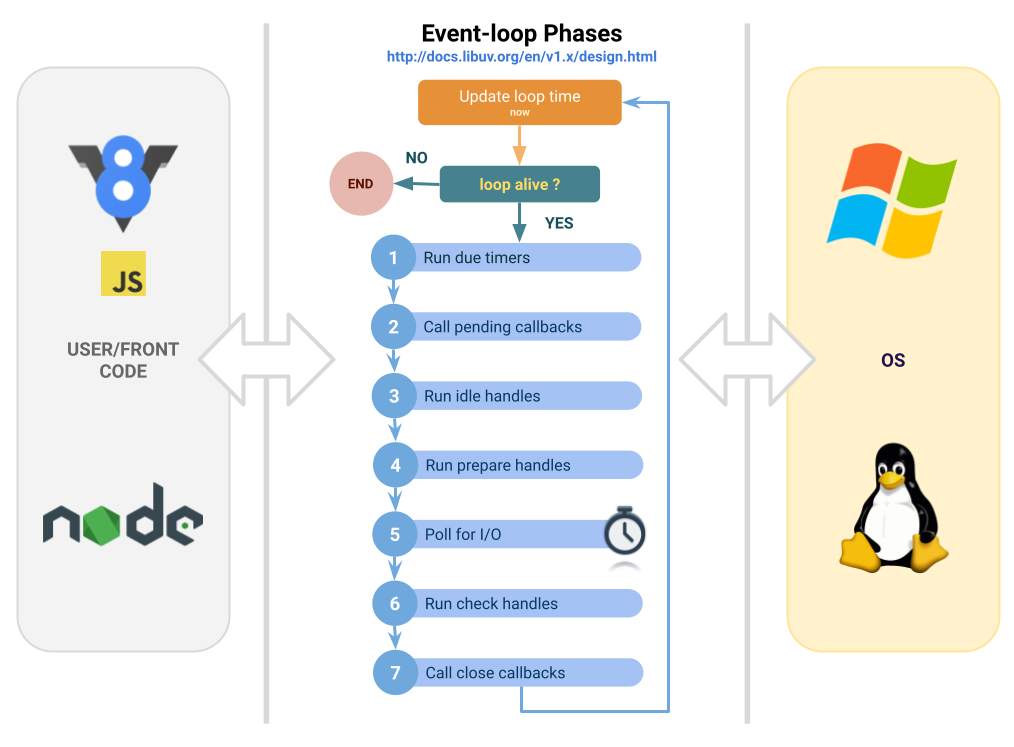 Event-loop Phases
http://docs.libuv.org/en/v1.x/design.html
Update loop time
now
NO
END
loop alive ?
YES
1 Run due timers
2 Call pending callbacks
3 Run idle handles
4 Run prepare handles
5 Poll for I/O
6 Run check handles
7 Call close callbacks
8
JS
USER/FRONT
CODE
node
OS